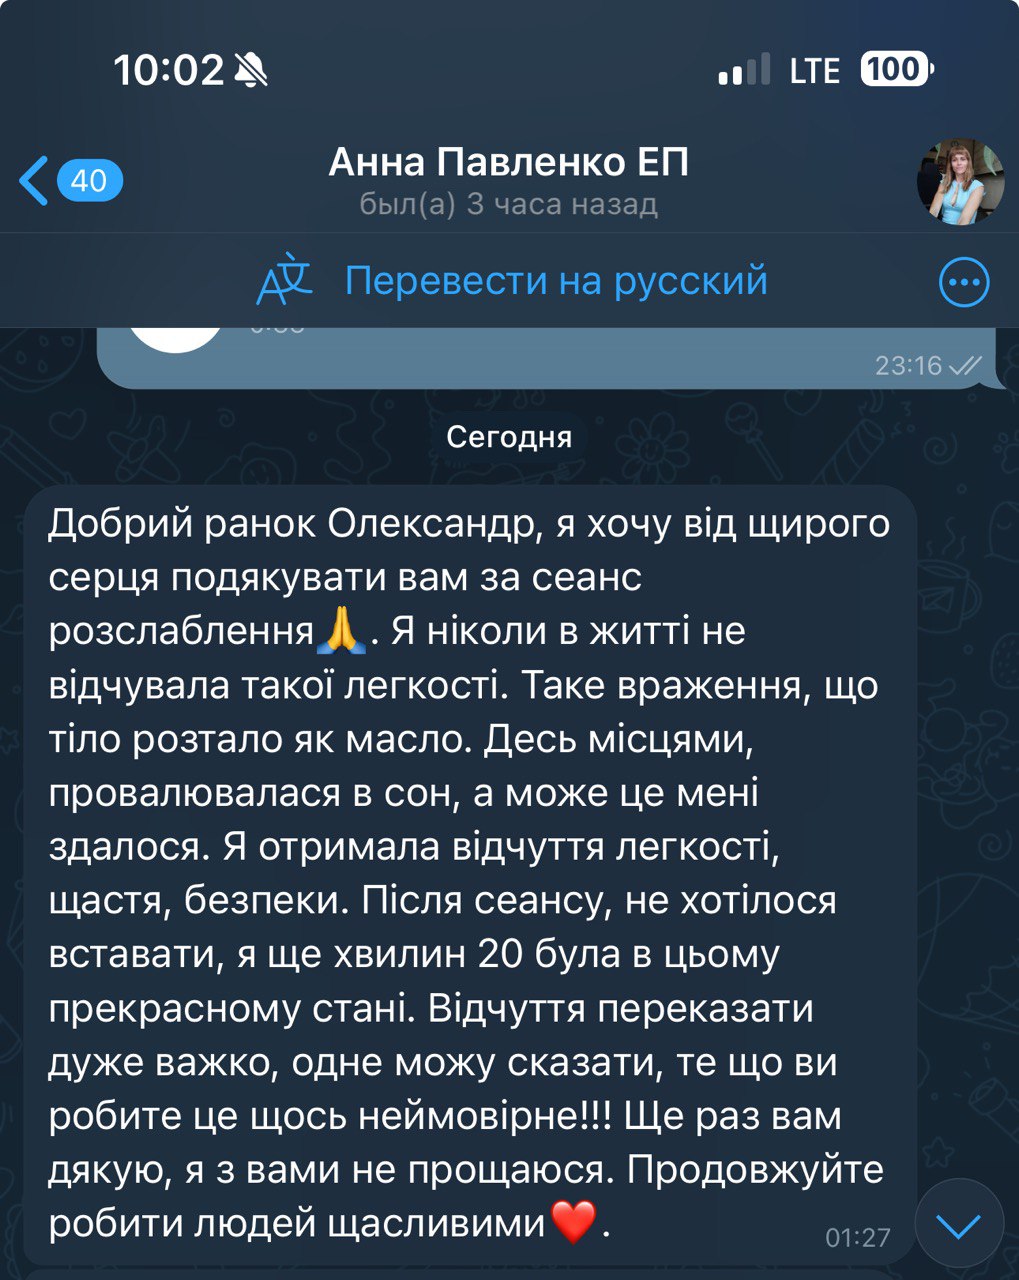 10:02
LTE 100
40
Анна Павленко ЕП
был(а) 3 часа назад
Перевести на русский
23:16
Сегодня
Добрий ранок Олександр, я хочу від щирого
серця подякувати вам за сеанс
розслаблення🙏. Я ніколи в житті не
відчувала такої легкості. Таке враження, що
тіло розтало як масло. Десь місцями,
провалювалася в сон, а може це мені
здалося. Я отримала відчуття легкості,
щастя, безпеки. Після сеансу, не хотілося
вставати, я ще хвилин 20 була в цьому
прекрасному стані. Відчуття переказати
дуже важко, одне можу сказати, те що ви
робите це щось неймовірне!!! Ще раз вам
дякую, я з вами не прощаюся. Продовжуйте
робити людей щасливими❤️.
01:27